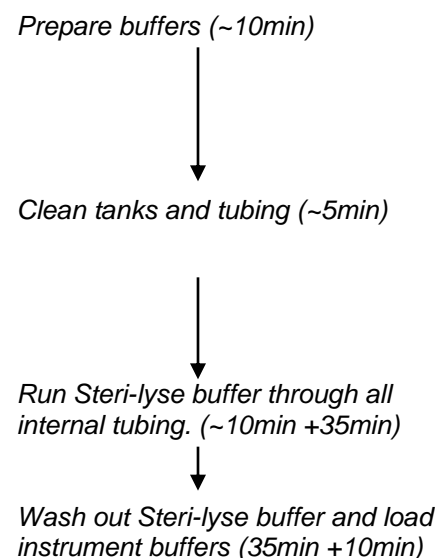 Prepare buffers (~10min)
Clean tanks and tubing (~5min)
Run Steri-lyse buffer through all
internal tubing. (~10min +35min)
Wash out Steri-lyse buffer and load
instrument buffers (35min +10min)